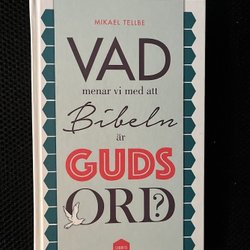 MIKAEL TELLBE
VAD
menar vi med att
Bibeln
är
GUDS
ORD?